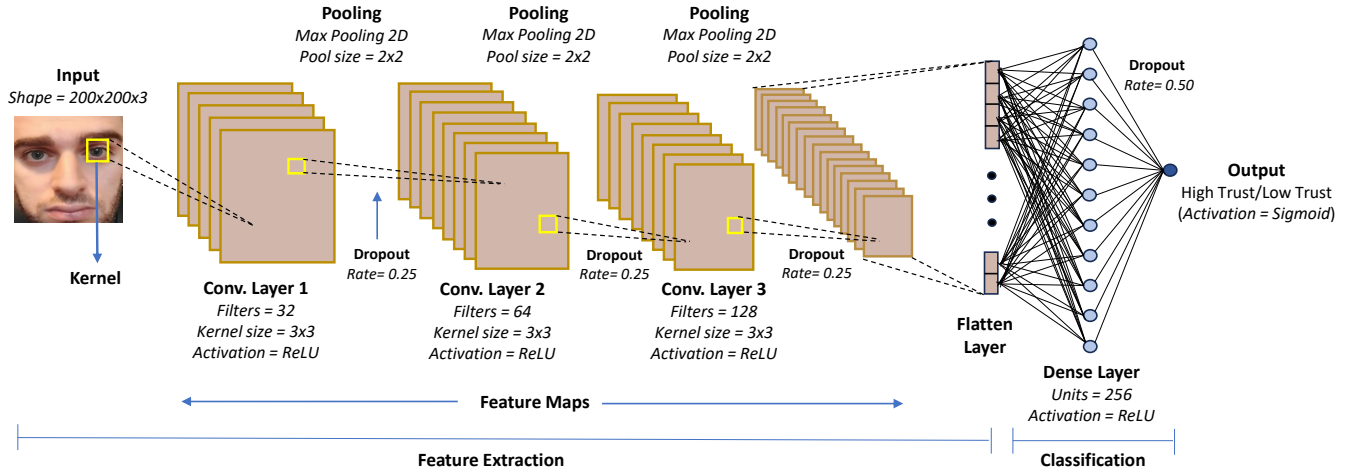 Pooling
Max Pooling 2D
Pool size = 2x2
Pooling
Max Pooling 2D
Pool size = 2x2
Pooling
Max Pooling 2D
Pool size = 2x2
Input
Shape = 200x200x3
Kernel
Conv. Layer 1
Filters = 32
Kernel size = 3x3
Activation = ReLU
Dropout
Rate= 0.25
Conv. Layer 2
Filters = 64
Kernel size = 3x3
Activation = ReLU
Dropout
Rate= 0.25
Conv. Layer 3
Filters = 128
Kernel size = 3x3
Activation = ReLU
Dropout
Rate= 0.25
Flatten
Layer
Dropout
Rate= 0.50
Dense Layer
Units = 256
Activation = ReLU
Output
High Trust/Low Trust
(Activation = Sigmoid)
Feature Maps
Feature Extraction
Classification